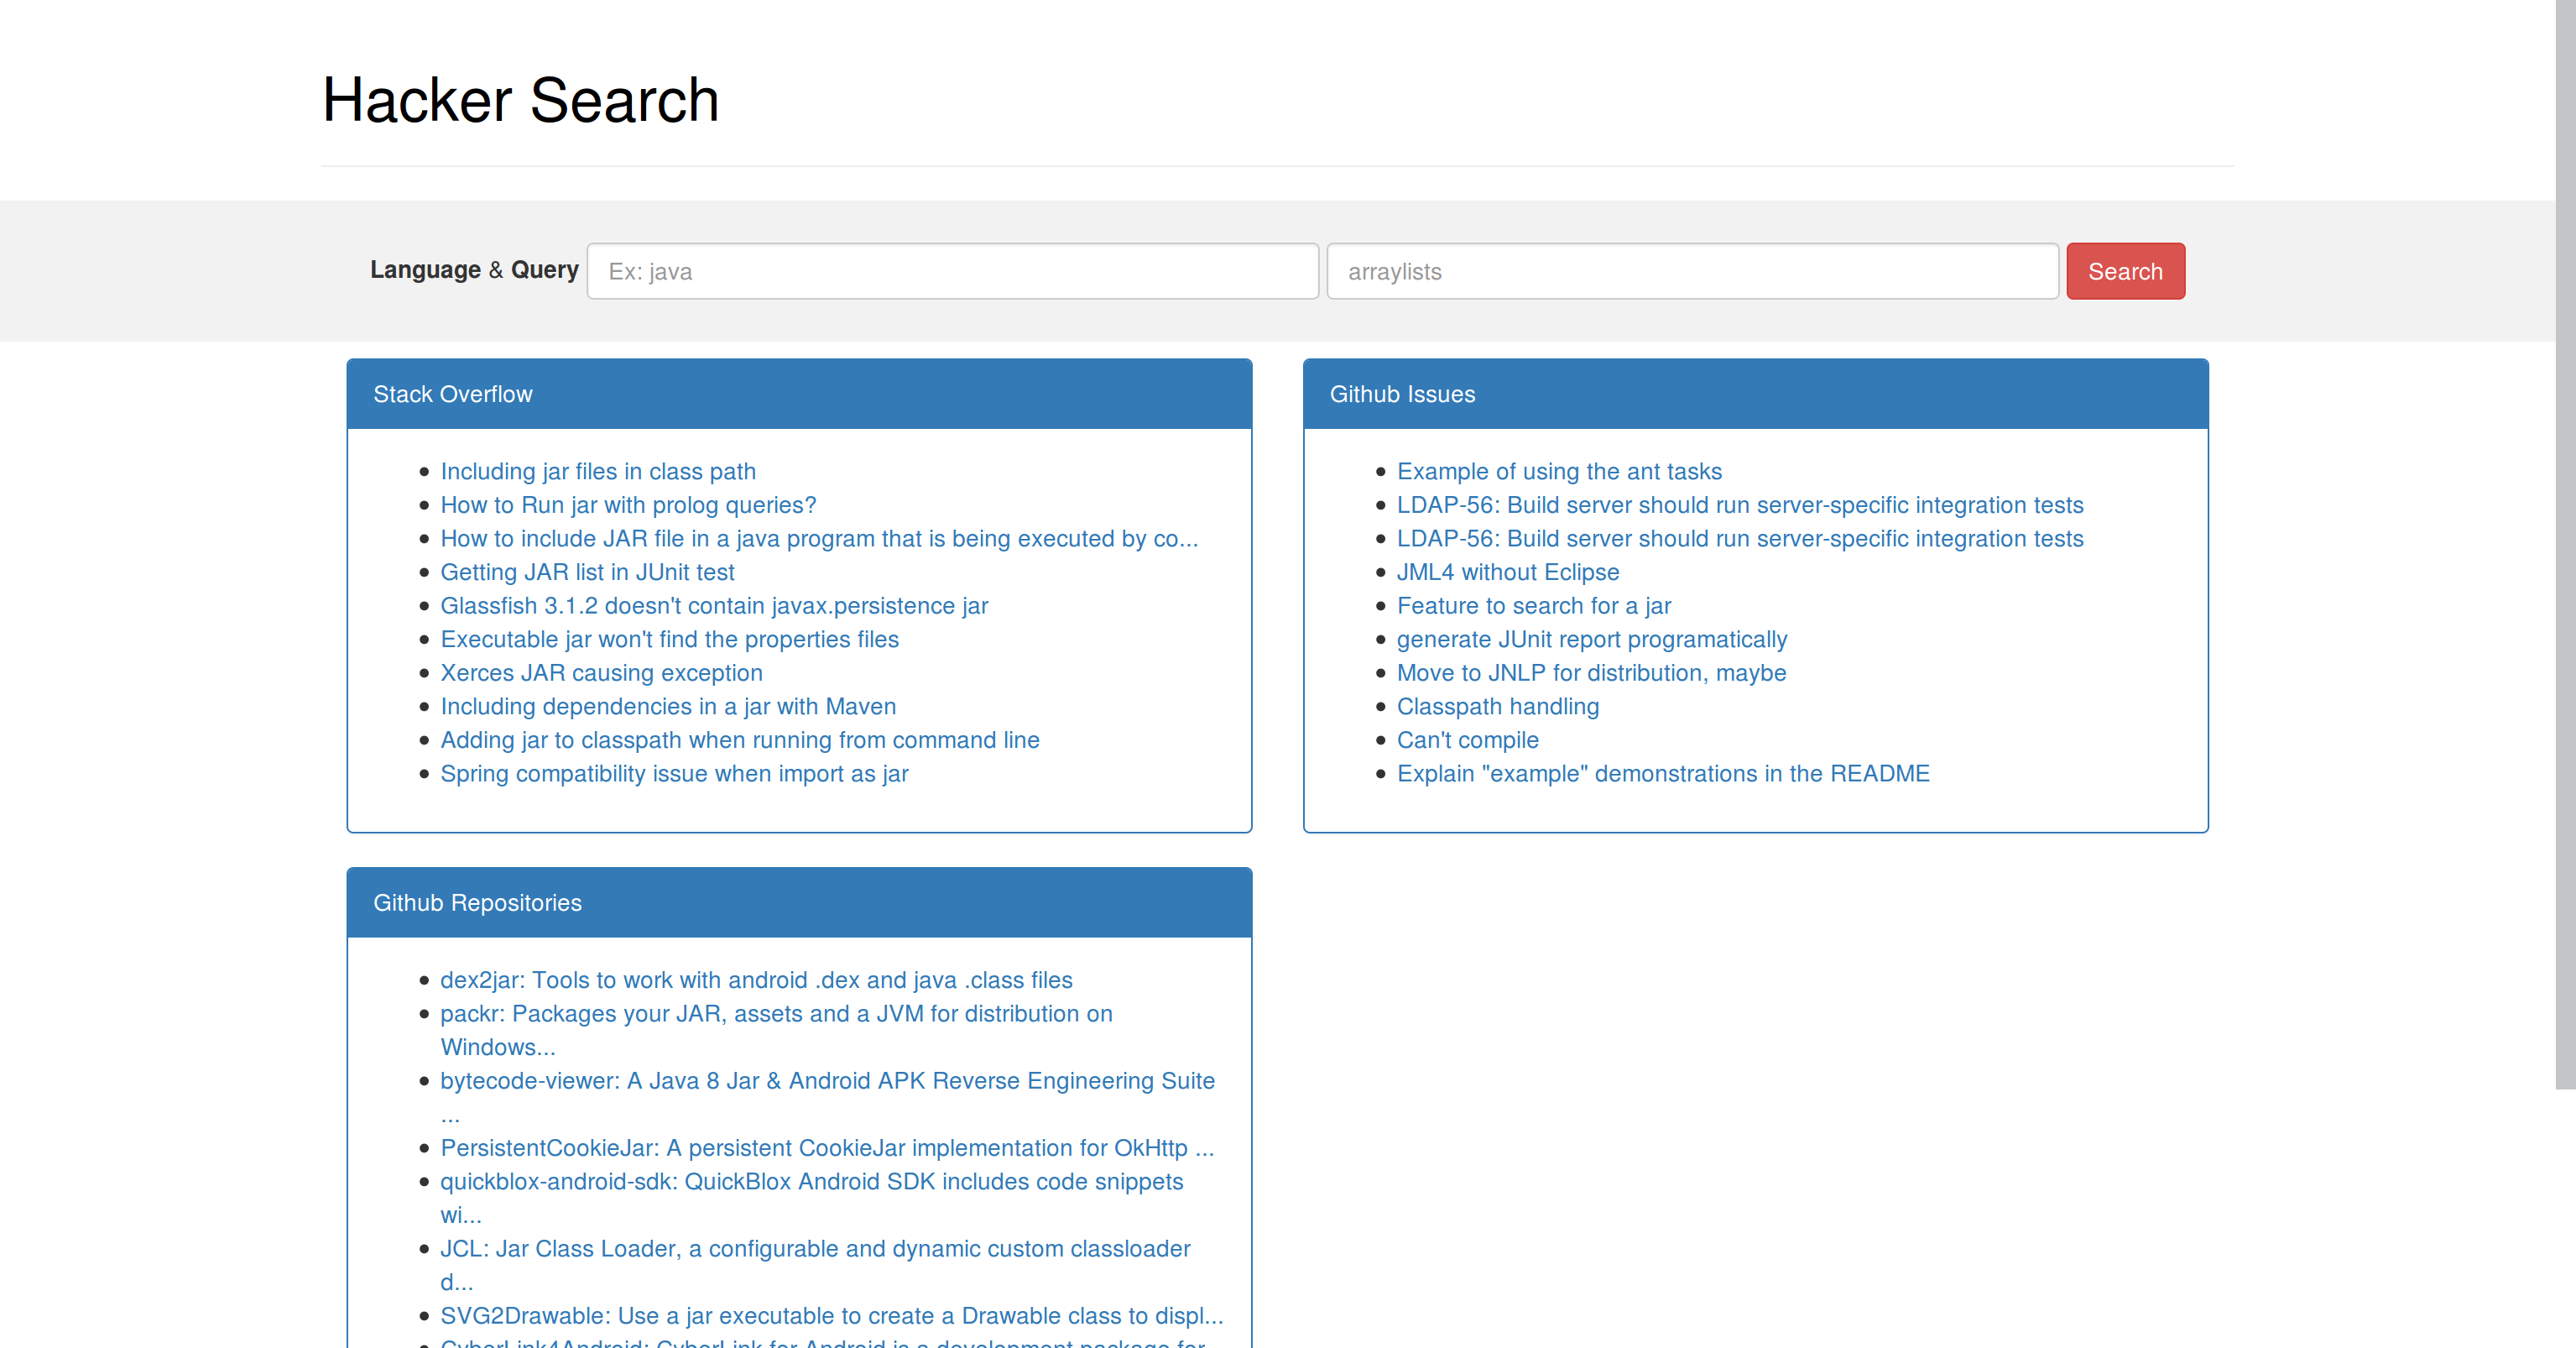 Hacker Search
Language & Query Ex: java arraylists Search
Stack Overflow
Including jar files in class path
How to Run jar with prolog queries?
How to include JAR file in a java program that is being executed by co...
Getting JAR list in JUnit test
Glassfish 3.1.2 doesn't contain javax.persistence jar
Executable jar won't find the properties files
Xerces JAR causing exception
Including dependencies in a jar with Maven
Adding jar to classpath when running from command line
Spring compatibility issue when import as jar
Github Issues
Example of using the ant tasks
LDAP-56: Build server should run server-specific integration tests
LDAP-56: Build server should run server-specific integration tests
JML4 without Eclipse
Feature to search for a jar
generate JUnit report programatically
Move to JNLP for distribution, maybe
Classpath handling
Can't compile
Explain "example" demonstrations in the README
Github Repositories
dex2jar: Tools to work with android .dex and java .class files
packr: Packages your JAR, assets and a JVM for distribution on
Windows...
bytecode-viewer: A Java 8 Jar & Android APK Reverse Engineering Suite
...
PersistentCookieJar: A persistent CookieJar implementation for OkHttp ...
quickblox-android-sdk: QuickBlox Android SDK includes code snippets
wi...
JCL: Jar Class Loader, a configurable and dynamic custom classloader
d...
SVG2Drawable: Use a jar executable to create a Drawable class to displ...
CyberLink4Android: CyberLink for Android is a development package for